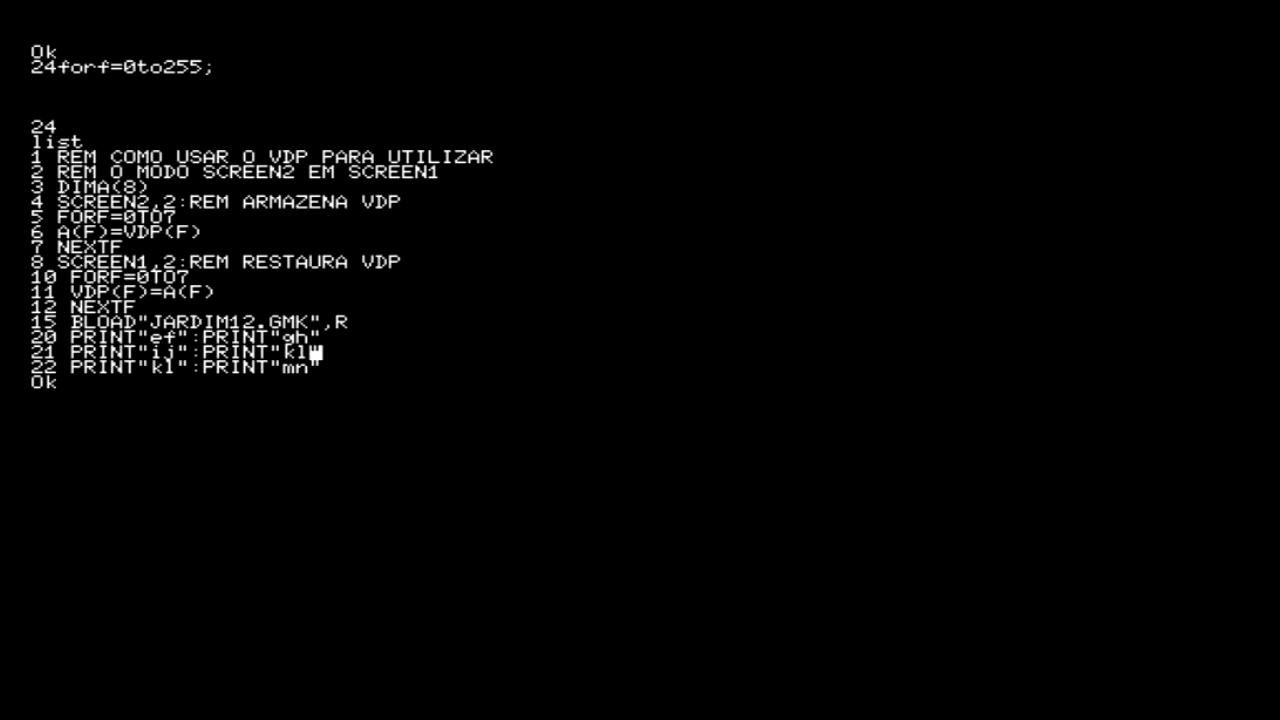 Ok
24forf=0to255;
24
list
1 REM COMO USAR O VDP PARA UTILIZAR
2 REM O MODO SCREEN2 EM SCREEN1
3 DIMA(8)
4 SCREEN2,2:REM ARMAZENA VDP
5 FORF=0TO7
6 A(F)=VDP(F)
7 NEXTF
8 SCREEN1,2:REM RESTAURA VDP
10 FORF=0TO7
11 VDP(F)=A(F)
12 NEXTF
15 BLOAD"JARDIM12.GMK",R
20 PRINT"ef":PRINT"gh"
21 PRINT"ij":PRINT"kl"
22 PRINT"kl":PRINT"mn"
Ok